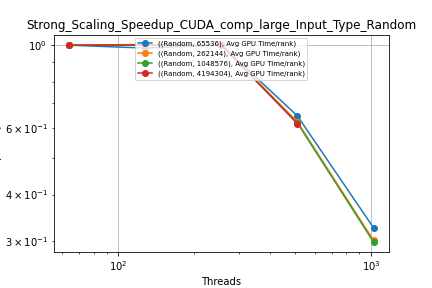 Strong_Scaling_Speedup_CUDA_comp_large_Input_Type_Random
10⁰
((Random, 65536), Avg GPU Time/rank)
((Random, 262144), Avg GPU Time/rank)
((Random, 1048576), Avg GPU Time/rank)
((Random, 4194304), Avg GPU Time/rank)
6 × 10⁻¹
4 × 10⁻¹
3 × 10⁻¹
10² 10³
Threads